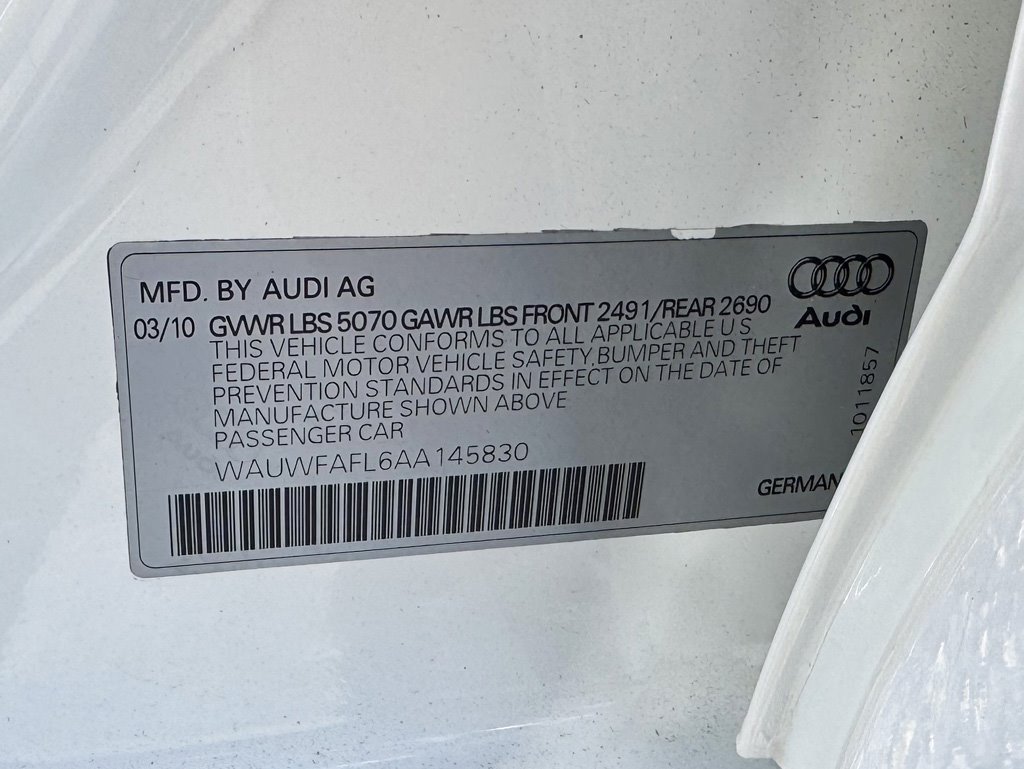 MFD. BY AUDI AG
03/10 GVWR LBS 5070 GAWR LBS FRONT 2491/REAR 2690
Audi
THIS VEHICLE CONFORMS TO ALL APPLICABLE U S
FEDERAL MOTOR VEHICLE SAFETY, BUMPER AND THEFT
PREVENTION STANDARDS IN EFFECT ON THE DATE OF
MANUFACTURE SHOWN ABOVE
PASSENGER CAR
WAUWFAFL6AA145830
1011857
GERMAN